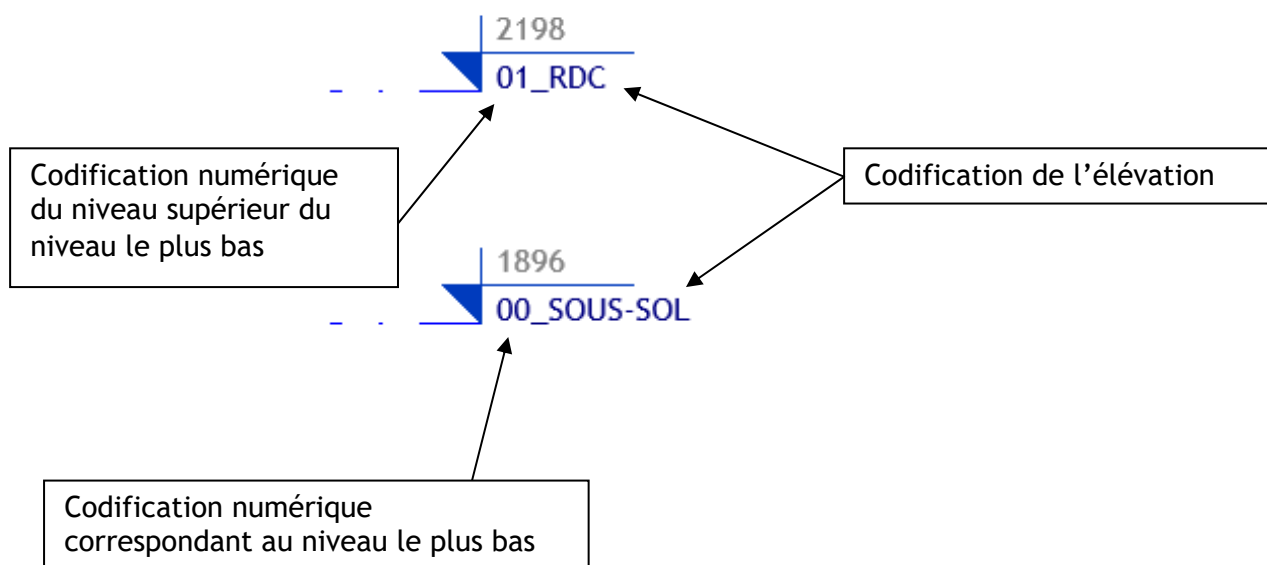 2198
01_RDC
Codification numérique
du niveau supérieur du
niveau le plus bas
Codification de l’élévation
1896
00_SOUS-SOL
Codification numérique
correspondant au niveau le plus bas